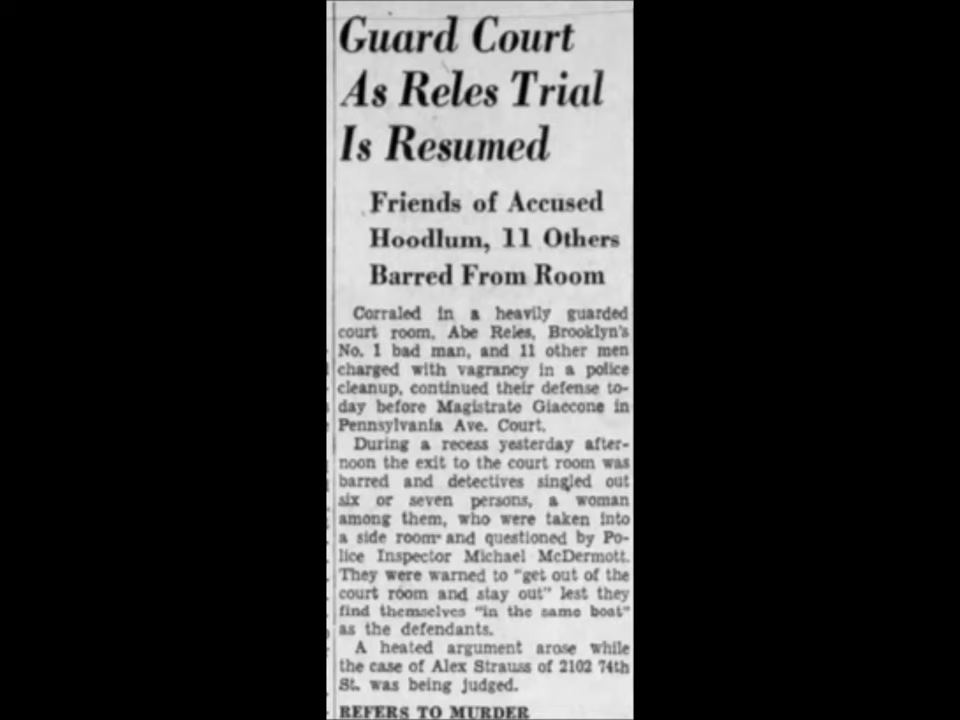 Guard Court
As Reles Trial
Is Resumed
Friends of Accused
Hoodlum, 11 Others
Barred From Room
Corraled in a heavily guarded
court room, Abe Reles, Brooklyn's
No. 1 bad man, and 11 other men
charged with vagrancy in a police
cleanup, continued their defense to-
day before Magistrate Giaccone in
Pennsylvania Ave. Court.
During a recess yesterday after-
noon the exit to the court room was
barred and detectives singled out
six or seven persons, a woman
among them, who were taken into
a side room and questioned by Po-
lice Inspector Michael McDermott.
They were warned to "get out of the
court room and stay out" lest they
find themselves "in the same boat"
as the defendants.
A heated argument arose while
the case of Alex Strauss of 2102 74th
St. was being judged.
REFERS TO MURDER